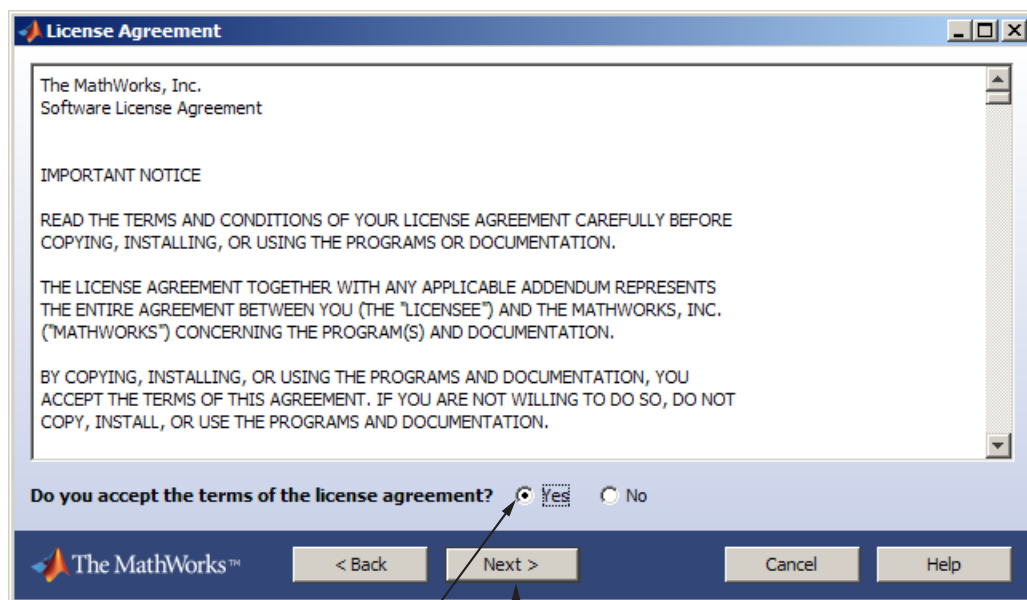 License Agreement
The MathWorks, Inc.
Software License Agreement
IMPORTANT NOTICE
READ THE TERMS AND CONDITIONS OF YOUR LICENSE AGREEMENT CAREFULLY BEFORE
COPYING, INSTALLING, OR USING THE PROGRAMS OR DOCUMENTATION.
THE LICENSE AGREEMENT TOGETHER WITH ANY APPLICABLE ADDENDUM REPRESENTS
THE ENTIRE AGREEMENT BETWEEN YOU (THE "LICENSEE") AND THE MATHWORKS, INC.
("MATHWORKS") CONCERNING THE PROGRAM(S) AND DOCUMENTATION.
BY COPYING, INSTALLING, OR USING THE PROGRAMS AND DOCUMENTATION, YOU
ACCEPT THE TERMS OF THIS AGREEMENT. IF YOU ARE NOT WILLING TO DO SO, DO NOT
COPY, INSTALL, OR USE THE PROGRAMS AND DOCUMENTATION.
Do you accept the terms of the license agreement? Yes No
The MathWorks™ < Back Next > Cancel Help